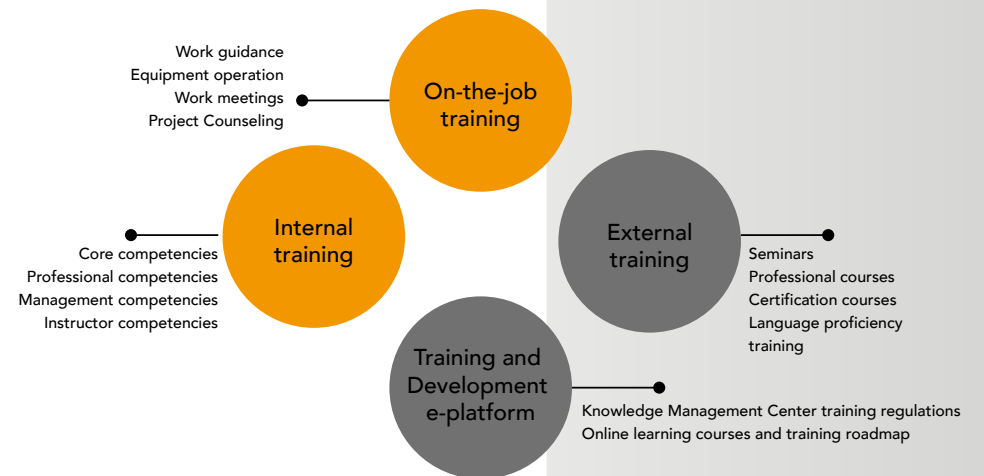 Work guidance
Equipment operation
Work meetings
Project Counseling
On-the-job
training
Internal
training
Core competencies
Professional competencies
Management competencies
Instructor competencies
External
training
Seminars
Professional courses
Certification courses
Language proficiency
training
Training and
Development
e-platform
Knowledge Management Center training regulations
Online learning courses and training roadmap